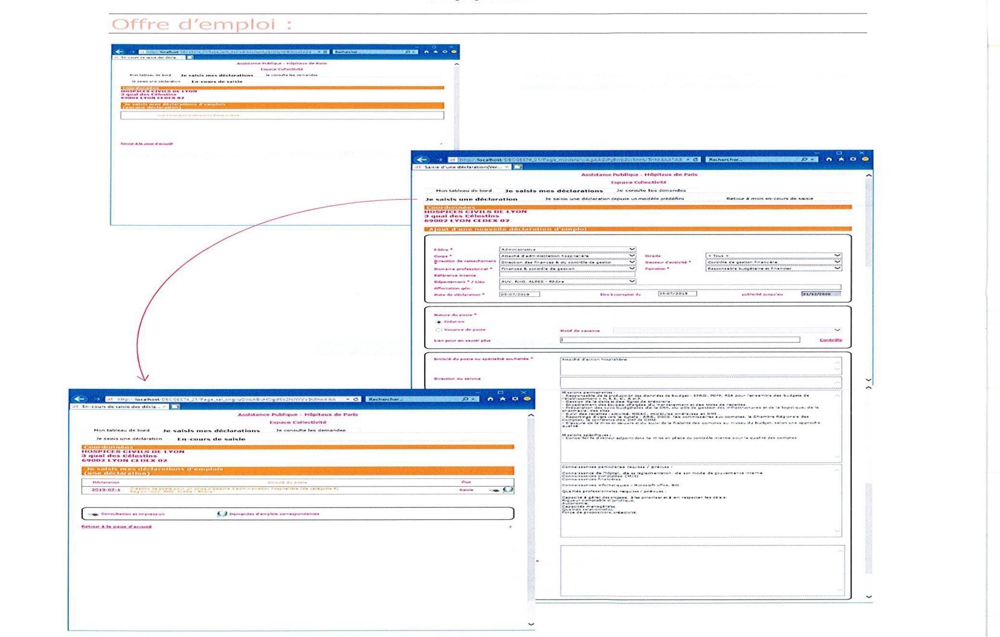 Offre d'emploi :
Rechercher...
En-cours de saisie des décla...
Assistance Publique - Hôpitaux de Paris
Espace Collectivité
Mon tableau de bord Je saisis mes déclarations Je consulte les demandes
Je saisis une déclaration En-cours de saisie
Coordonnées
HOSPICES CIVILS DE LYON
3 quai des Célestins
69002 LYON CEDEX 02
Je saisis mes déclarations d'emplois
(aucune déclaration)
Retour à la page d'accueil
Rechercher...
Saisie d'une déclaration(Ver...
Assistance Publique - Hôpitaux de Paris
Espace Collectivité
Mon tableau de bord Je saisis mes déclarations Je consulte les demandes
Je saisis une déclaration Je saisis une déclaration depuis un modèle prédéfini Retour à mon en-cours de saisie
Coordonnées
HOSPICES CIVILS DE LYON
3 quai des Célestins
69002 LYON CEDEX 02
Ajout d'une nouvelle déclaration d'emploi
Filière * Administrative
Corps * Attaché d'administration hospitalière Grade < Tous >
Direction de rattachement * Direction des finances & du contrôle de gestion Secteur d'activité * Contrôle de gestion financière
Domaine professionnel * Finances & contrôle de gestion Fonction * Responsable budgétaire et financier
Référence interne
Département * / Lieu AUV. RHO. ALPES - Rhône
Affectation géo.
Date de déclaration * 05/07/2019 libre à compter du 05/07/2019 publicité jusqu'au 31/12/2020
Nature du poste *
Création
Vacance de poste Motif de vacance
Lien pour en savoir plus Contrôle
Intitulé du poste ou spécialité souhaitée * Attaché d'action hospitalière
Direction ou service
Missions permanentes :
- Responsable de la production des données de budget : EPRD, PGFP, RIA pour l'ensemble des budgets de
l'établissement : H, B, E, C, A et P.
- Gestion de la dette et des lignes de trésorerie.
- Encadrement des équipes chargées du mandatement et des titres de recettes.
- Préparation des suivis budgétaires de la DRH, du pôle de gestion des infrastructures et de la logistique, de la
pharmacie, des sites.
- Suivi des recettes : activité, MIGAC, molécules onéreuses et DMI.
- Reportings divers vers la tutelle : ARS, DGOS, les commissaires aux comptes, la Chambre Régionale des
Comptes, la conférence des DAF de CHU.
- S'assure de la mise en œuvre et du suivi de la fiabilité des comptes au niveau du budget, selon une approche
qualité
Missions spécifiques :
- Conseiller le directeur adjoint dans la mise en place du contrôle interne pour la qualité des comptes
Connaissances particulières requises / prévues :
Connaissance de l'hôpital, de sa réglementation, de son mode de gouvernance interne
Connaissances comptables (M21)
Connaissances financières
Connaissances informatiques : Microsoft office, BO
Qualités professionnelles requises / prévues :
Capacité à gérer des projets, à les prioriser et à en respecter les délais.
Rigueur comptable et juridique,
Autonomie,
Capacités managériales,
Qualités relationnelles,
Force de propositions, créativité.
Rechercher...
En-cours de saisie des décla...
Assistance Publique - Hôpitaux de Paris
Espace Collectivité
Mon tableau de bord Je saisis mes déclarations Je consulte les demandes
Je saisis une déclaration En-cours de saisie
Coordonnées
HOSPICES CIVILS DE LYON
3 quai des Célestins
69002 LYON CEDEX 02
Je saisis mes déclarations d'emplois
(une déclaration)
Déclaration Intitulé du poste État
2019-07-1 Création de poste pour un corps d'Attaché d'administration hospitalière (de catégorie A) Saisie
Région "AUV. RHO. ALPES - Rhône"
Consultation et impression Demandes d'emplois correspondantes
Retour à la page d'accueil